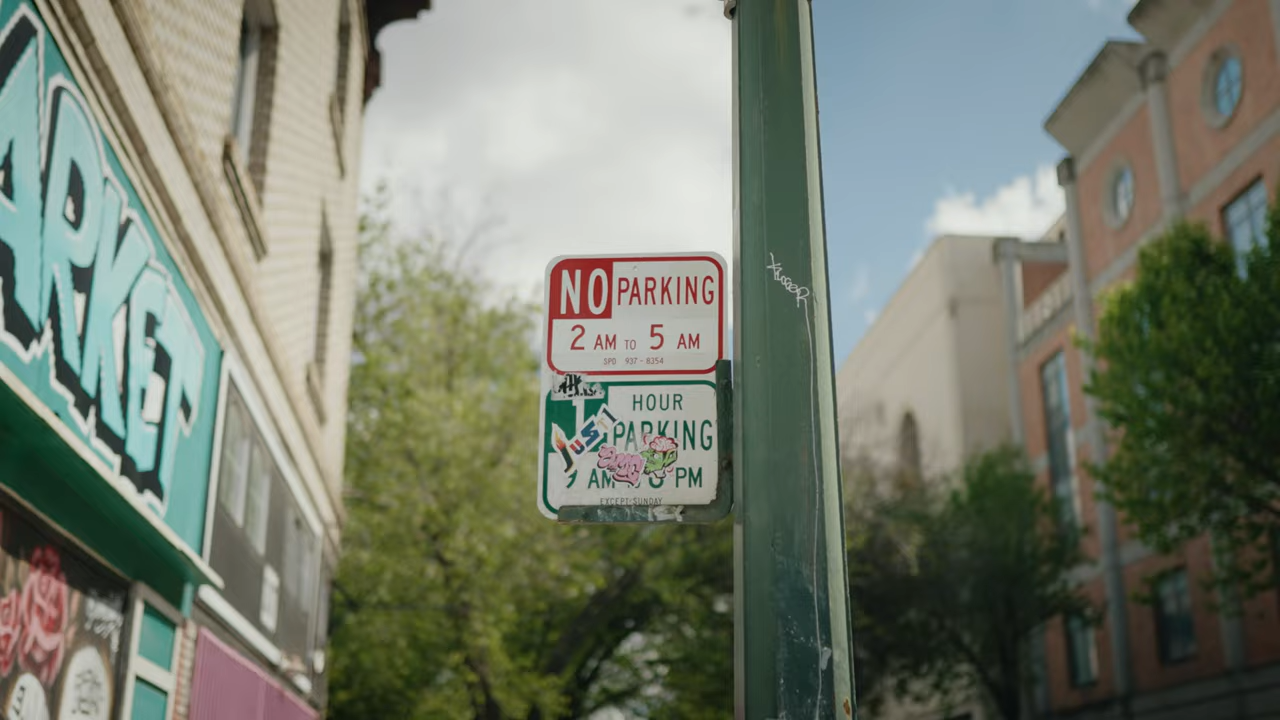 ARKET
NO PARKING
2 AM TO 5 AM
SPD 937-8354
HOUR
PARKING
AM PM
EXCEPT SUNDAY